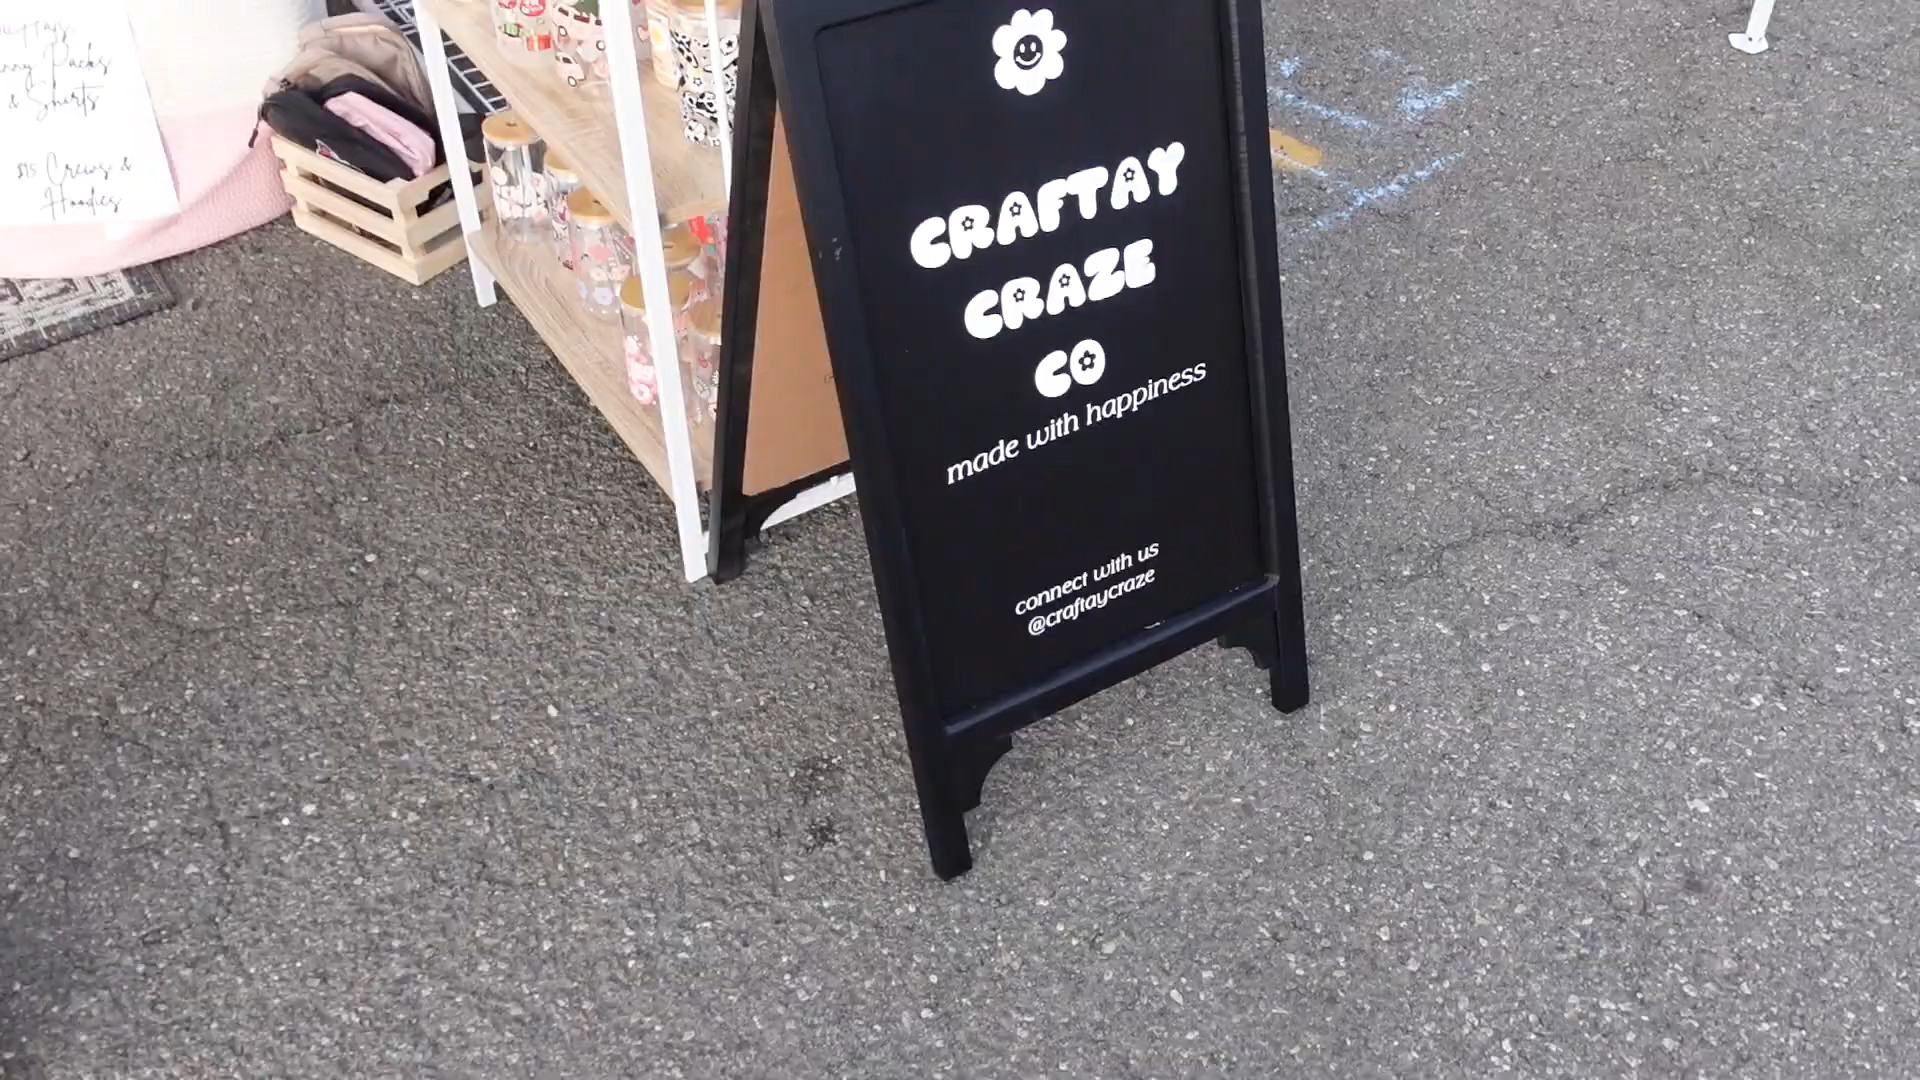 Packs
& Shorts
$15 Crews &
Hoodies
CRAFTAY
CRAZE
CO
made with happiness
connect with us
@craftaycraze